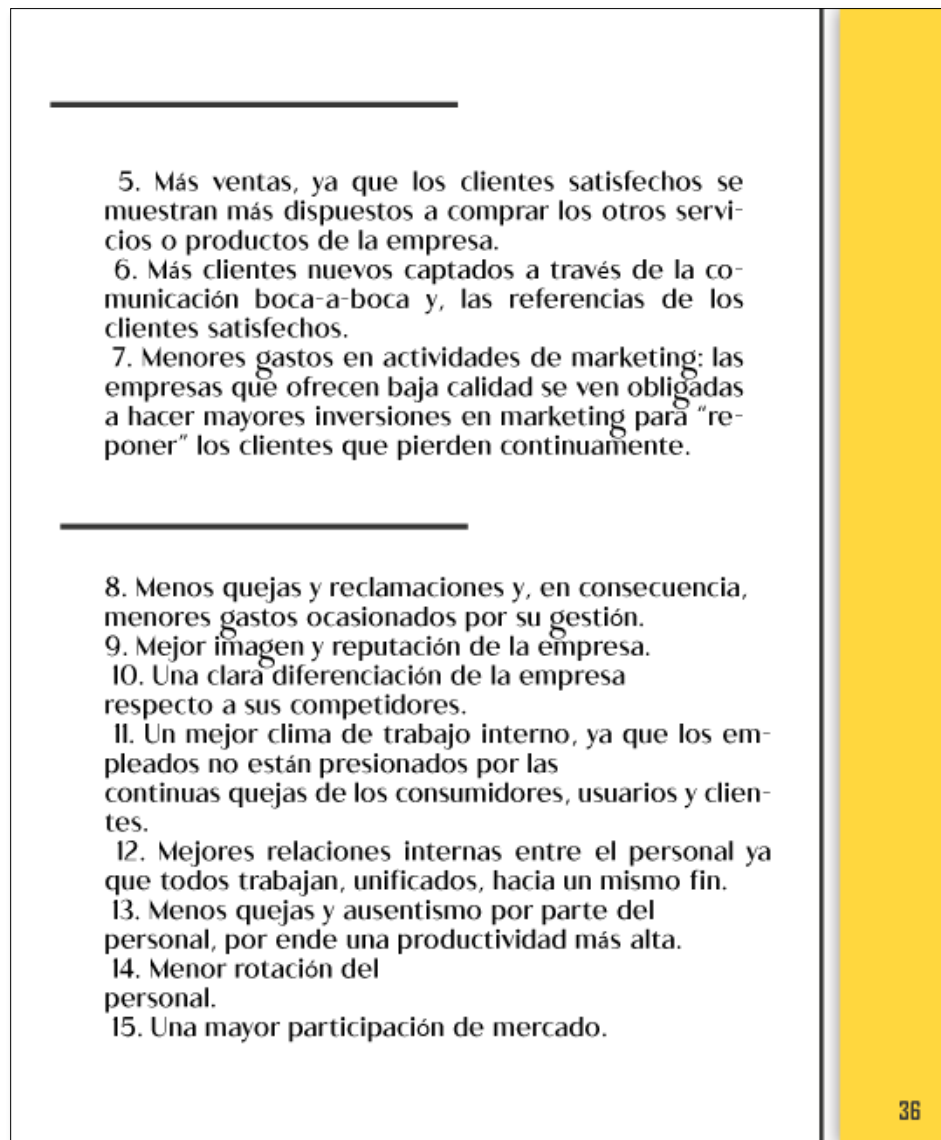 5. Más ventas, ya que los clientes satisfechos se
muestran más dispuestos a comprar los otros servi-
cios o productos de la empresa.
6. Más clientes nuevos captados a través de la co-
municación boca-a-boca y, las referencias de los
clientes satisfechos.
7. Menores gastos en actividades de marketing: las
empresas que ofrecen baja calidad se ven obligadas
a hacer mayores inversiones en marketing para “re-
poner” los clientes que pierden continuamente.
8. Menos quejas y reclamaciones y, en consecuencia,
menores gastos ocasionados por su gestión.
9. Mejor imagen y reputación de la empresa.
10. Una clara diferenciación de la empresa
respecto a sus competidores.
11. Un mejor clima de trabajo interno, ya que los em-
pleados no están presionados por las
continuas quejas de los consumidores, usuarios y clien-
tes.
12. Mejores relaciones internas entre el personal ya
que todos trabajan, unificados, hacia un mismo fin.
13. Menos quejas y ausentismo por parte del
personal, por ende una productividad más alta.
14. Menor rotación del
personal.
15. Una mayor participación de mercado.
36